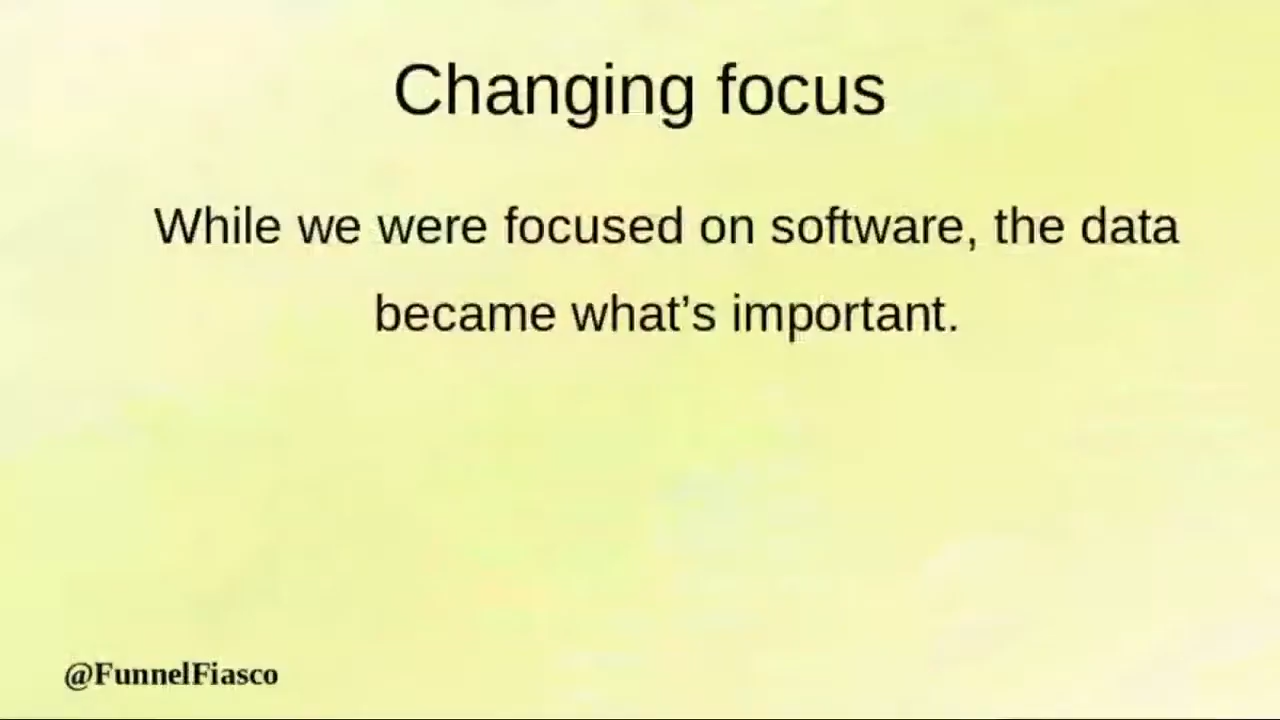 Changing focus
While we were focused on software, the data
became what’s important.
@FunnelFiasco